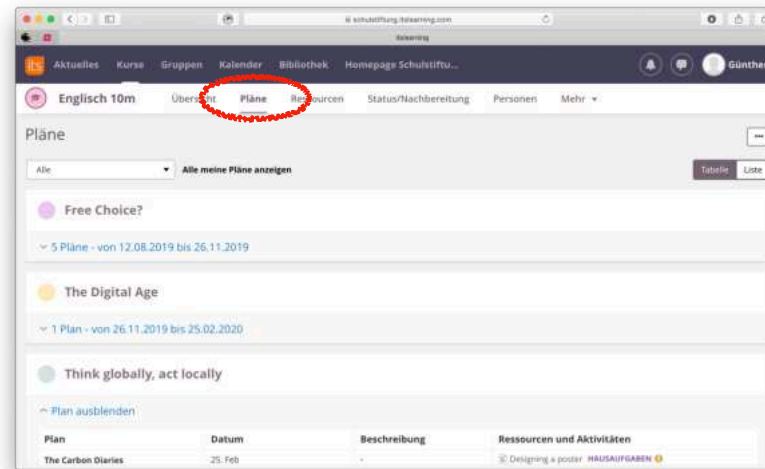 schulstiftung.itslearning.com
itslearning
its Aktuelles Kurse Gruppen Kalender Bibliothek Homepage Schulstiftu... Günther
Englisch 10m Übersicht Pläne Ressourcen Status/Nachbereitung Personen Mehr
Pläne
Alle Alle meine Pläne anzeigen Tabelle Liste
Free Choice?
5 Pläne - von 12.08.2019 bis 26.11.2019
The Digital Age
1 Plan - von 26.11.2019 bis 25.02.2020
Think globally, act locally
Plan ausblenden
Plan Datum Beschreibung Ressourcen und Aktivitäten
The Carbon Diaries 25. Feb - Designing a poster HAUSAUFGABEN